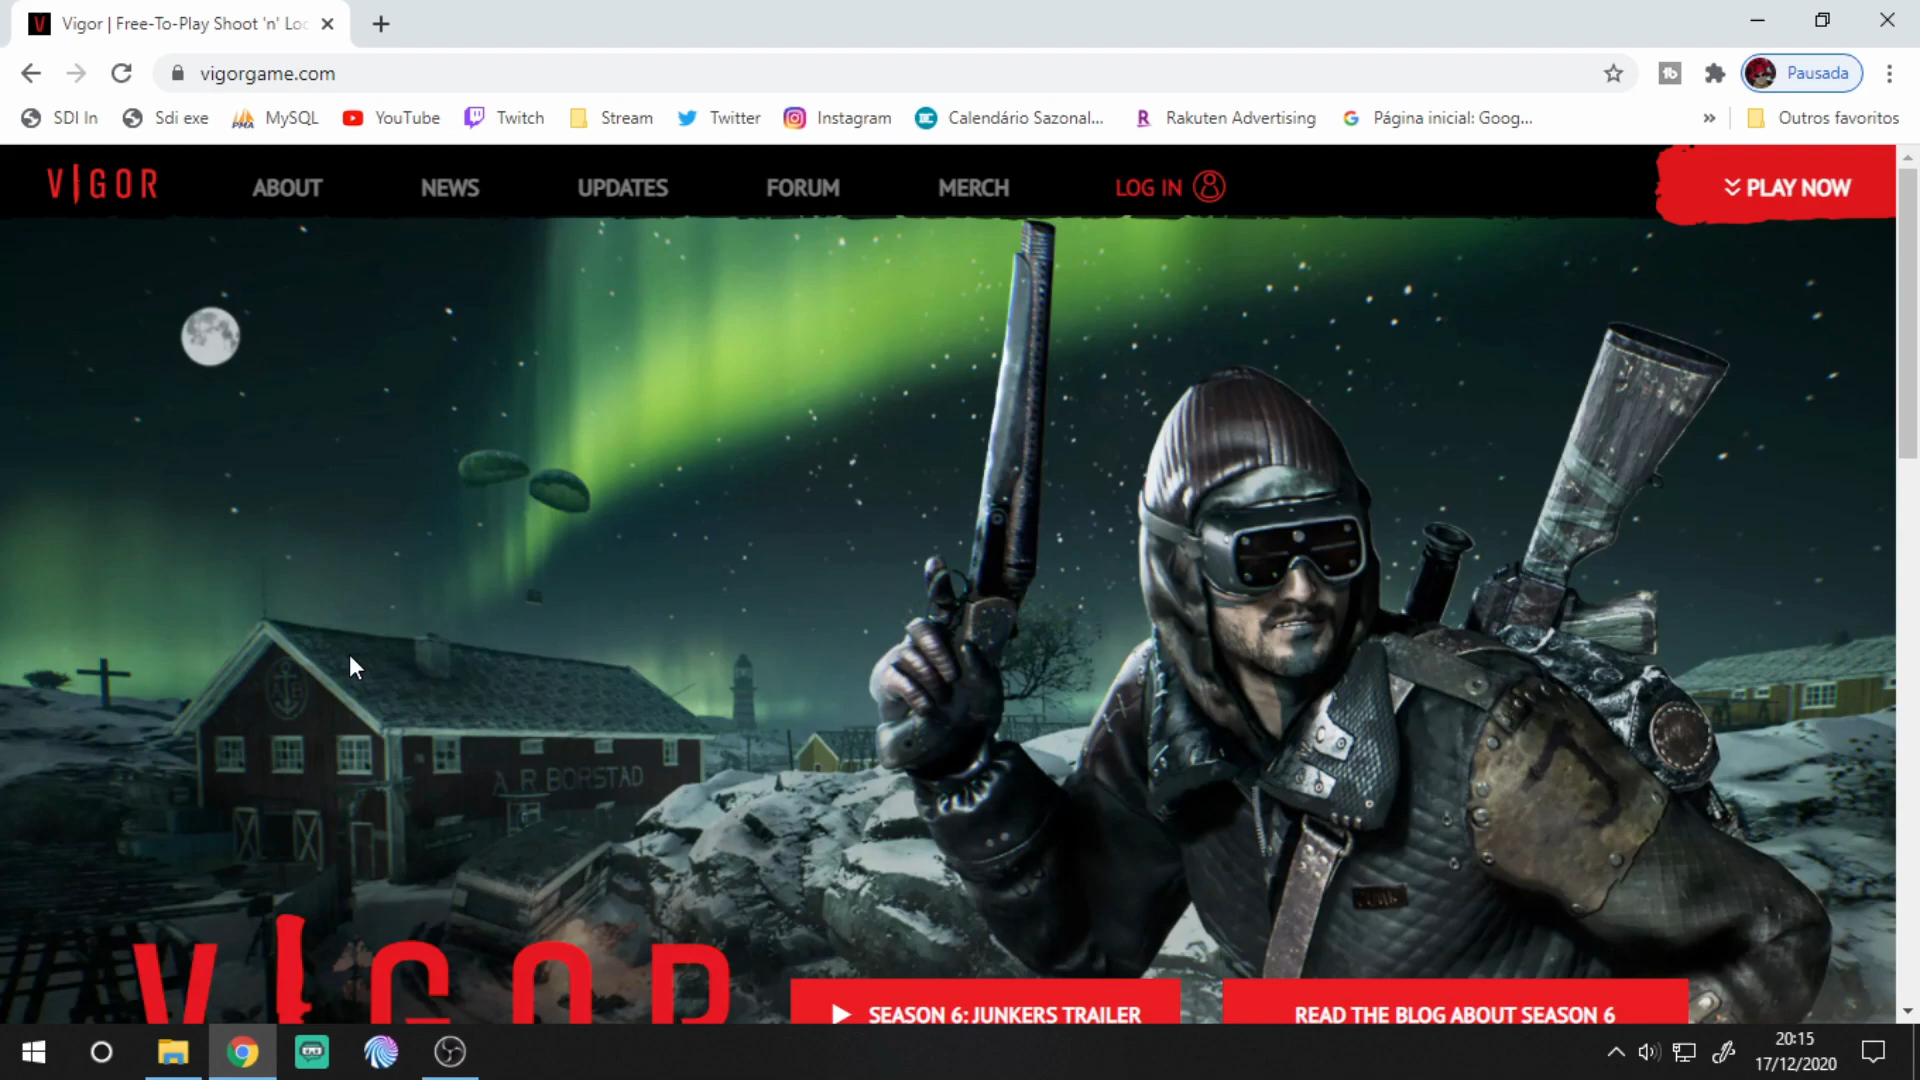 Vigor | Free-To-Play Shoot 'n' Loo
vigorgame.com
Pausada
SDI In
Sdi exe
MySQL
YouTube
Twitch
Stream
Twitter
Instagram
Calendário Sazonal...
Rakuten Advertising
Página inicial: Goog...
»
Outros favoritos
VIGOR
ABOUT
NEWS
UPDATES
FORUM
MERCH
LOG IN
PLAY NOW
A R BORSTAD
VIGOR
SEASON 6: JUNKERS TRAILER
READ THE BLOG ABOUT SEASON 6
20:15
17/12/2020